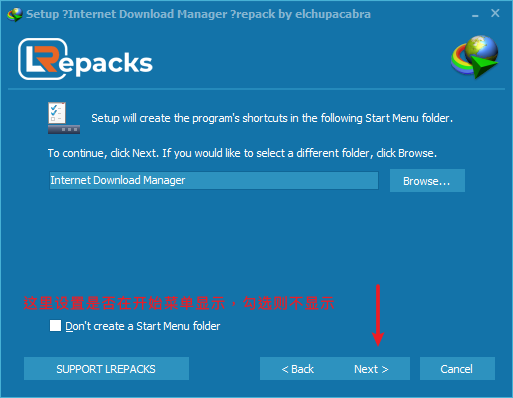 Setup ?Internet Download Manager ?repack by elchupacabra
LRepacks
Setup will create the program's shortcuts in the following Start Menu folder.
To continue, click Next. If you would like to select a different folder, click Browse.
Internet Download Manager
Browse...
这里设置是否在开始菜单显示，勾选则不显示
Don't create a Start Menu folder
SUPPORT LREPACKS
< Back
Next >
Cancel